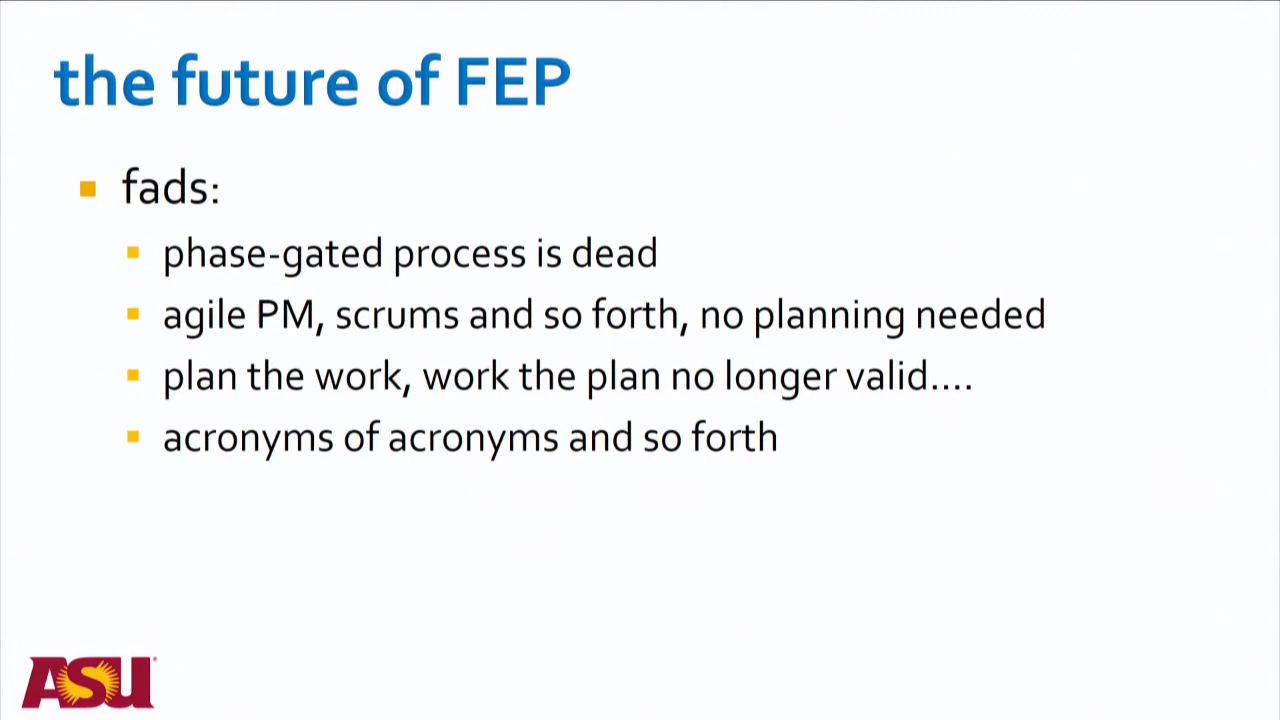 the future of FEP
fads:
phase-gated process is dead
agile PM, scrums and so forth, no planning needed
plan the work, work the plan no longer valid....
acronyms of acronyms and so forth
ASU